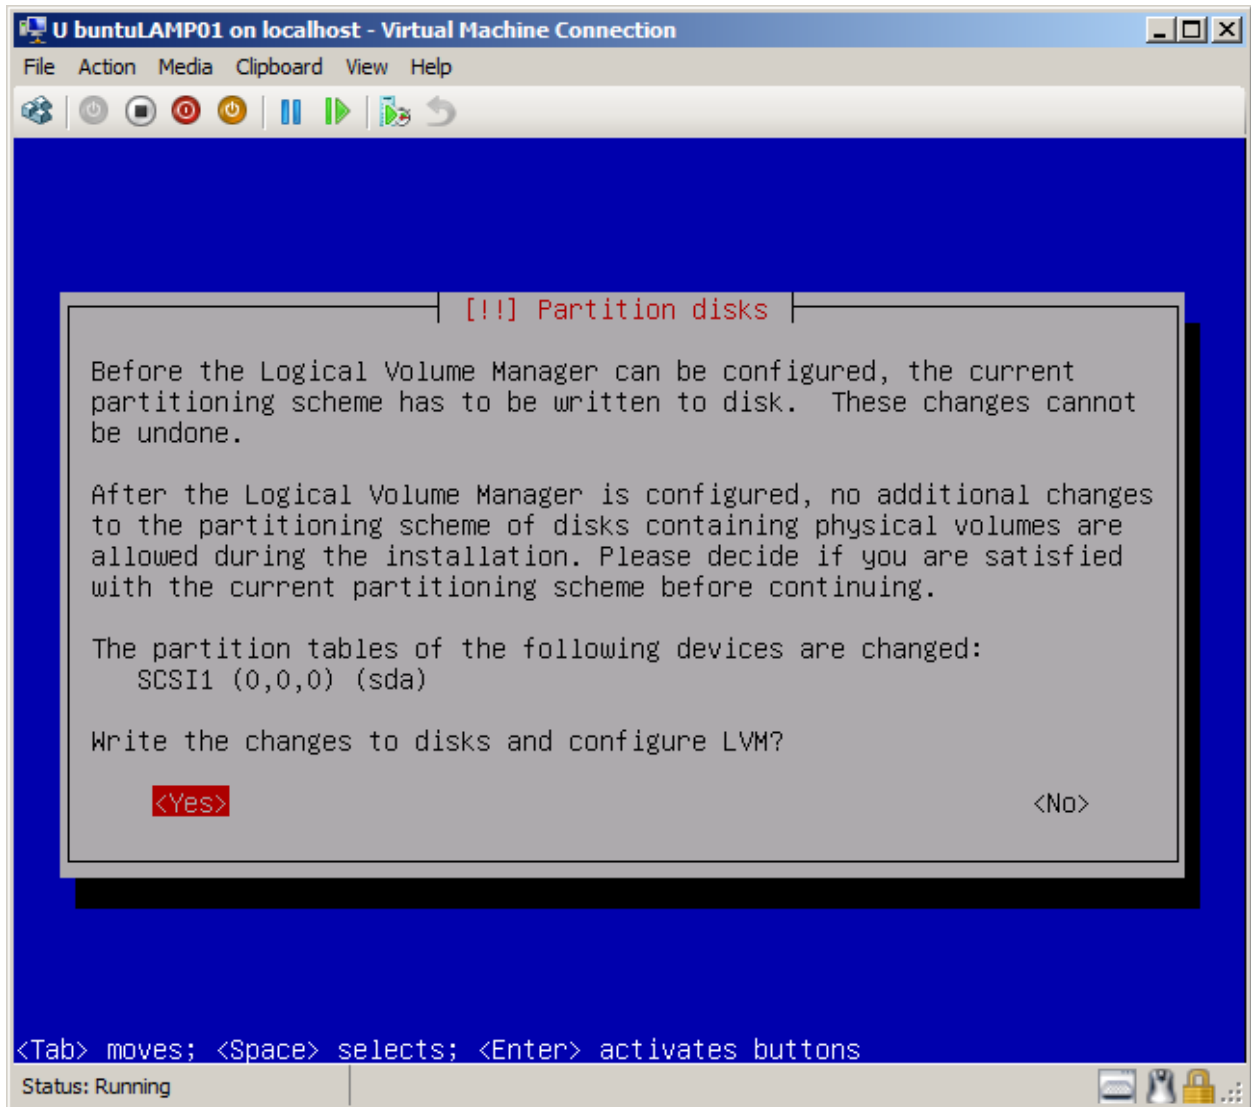 U buntuLAMP01 on localhost - Virtual Machine Connection
File Action Media Clipboard View Help
[!!] Partition disks
Before the Logical Volume Manager can be configured, the current
partitioning scheme has to be written to disk.  These changes cannot
be undone.
After the Logical Volume Manager is configured, no additional changes
to the partitioning scheme of disks containing physical volumes are
allowed during the installation. Please decide if you are satisfied
with the current partitioning scheme before continuing.
The partition tables of the following devices are changed:
SCSI1 (0,0,0) (sda)
Write the changes to disks and configure LVM?
<Yes> <No>
<Tab> moves; <Space> selects; <Enter> activates buttons
Status: Running